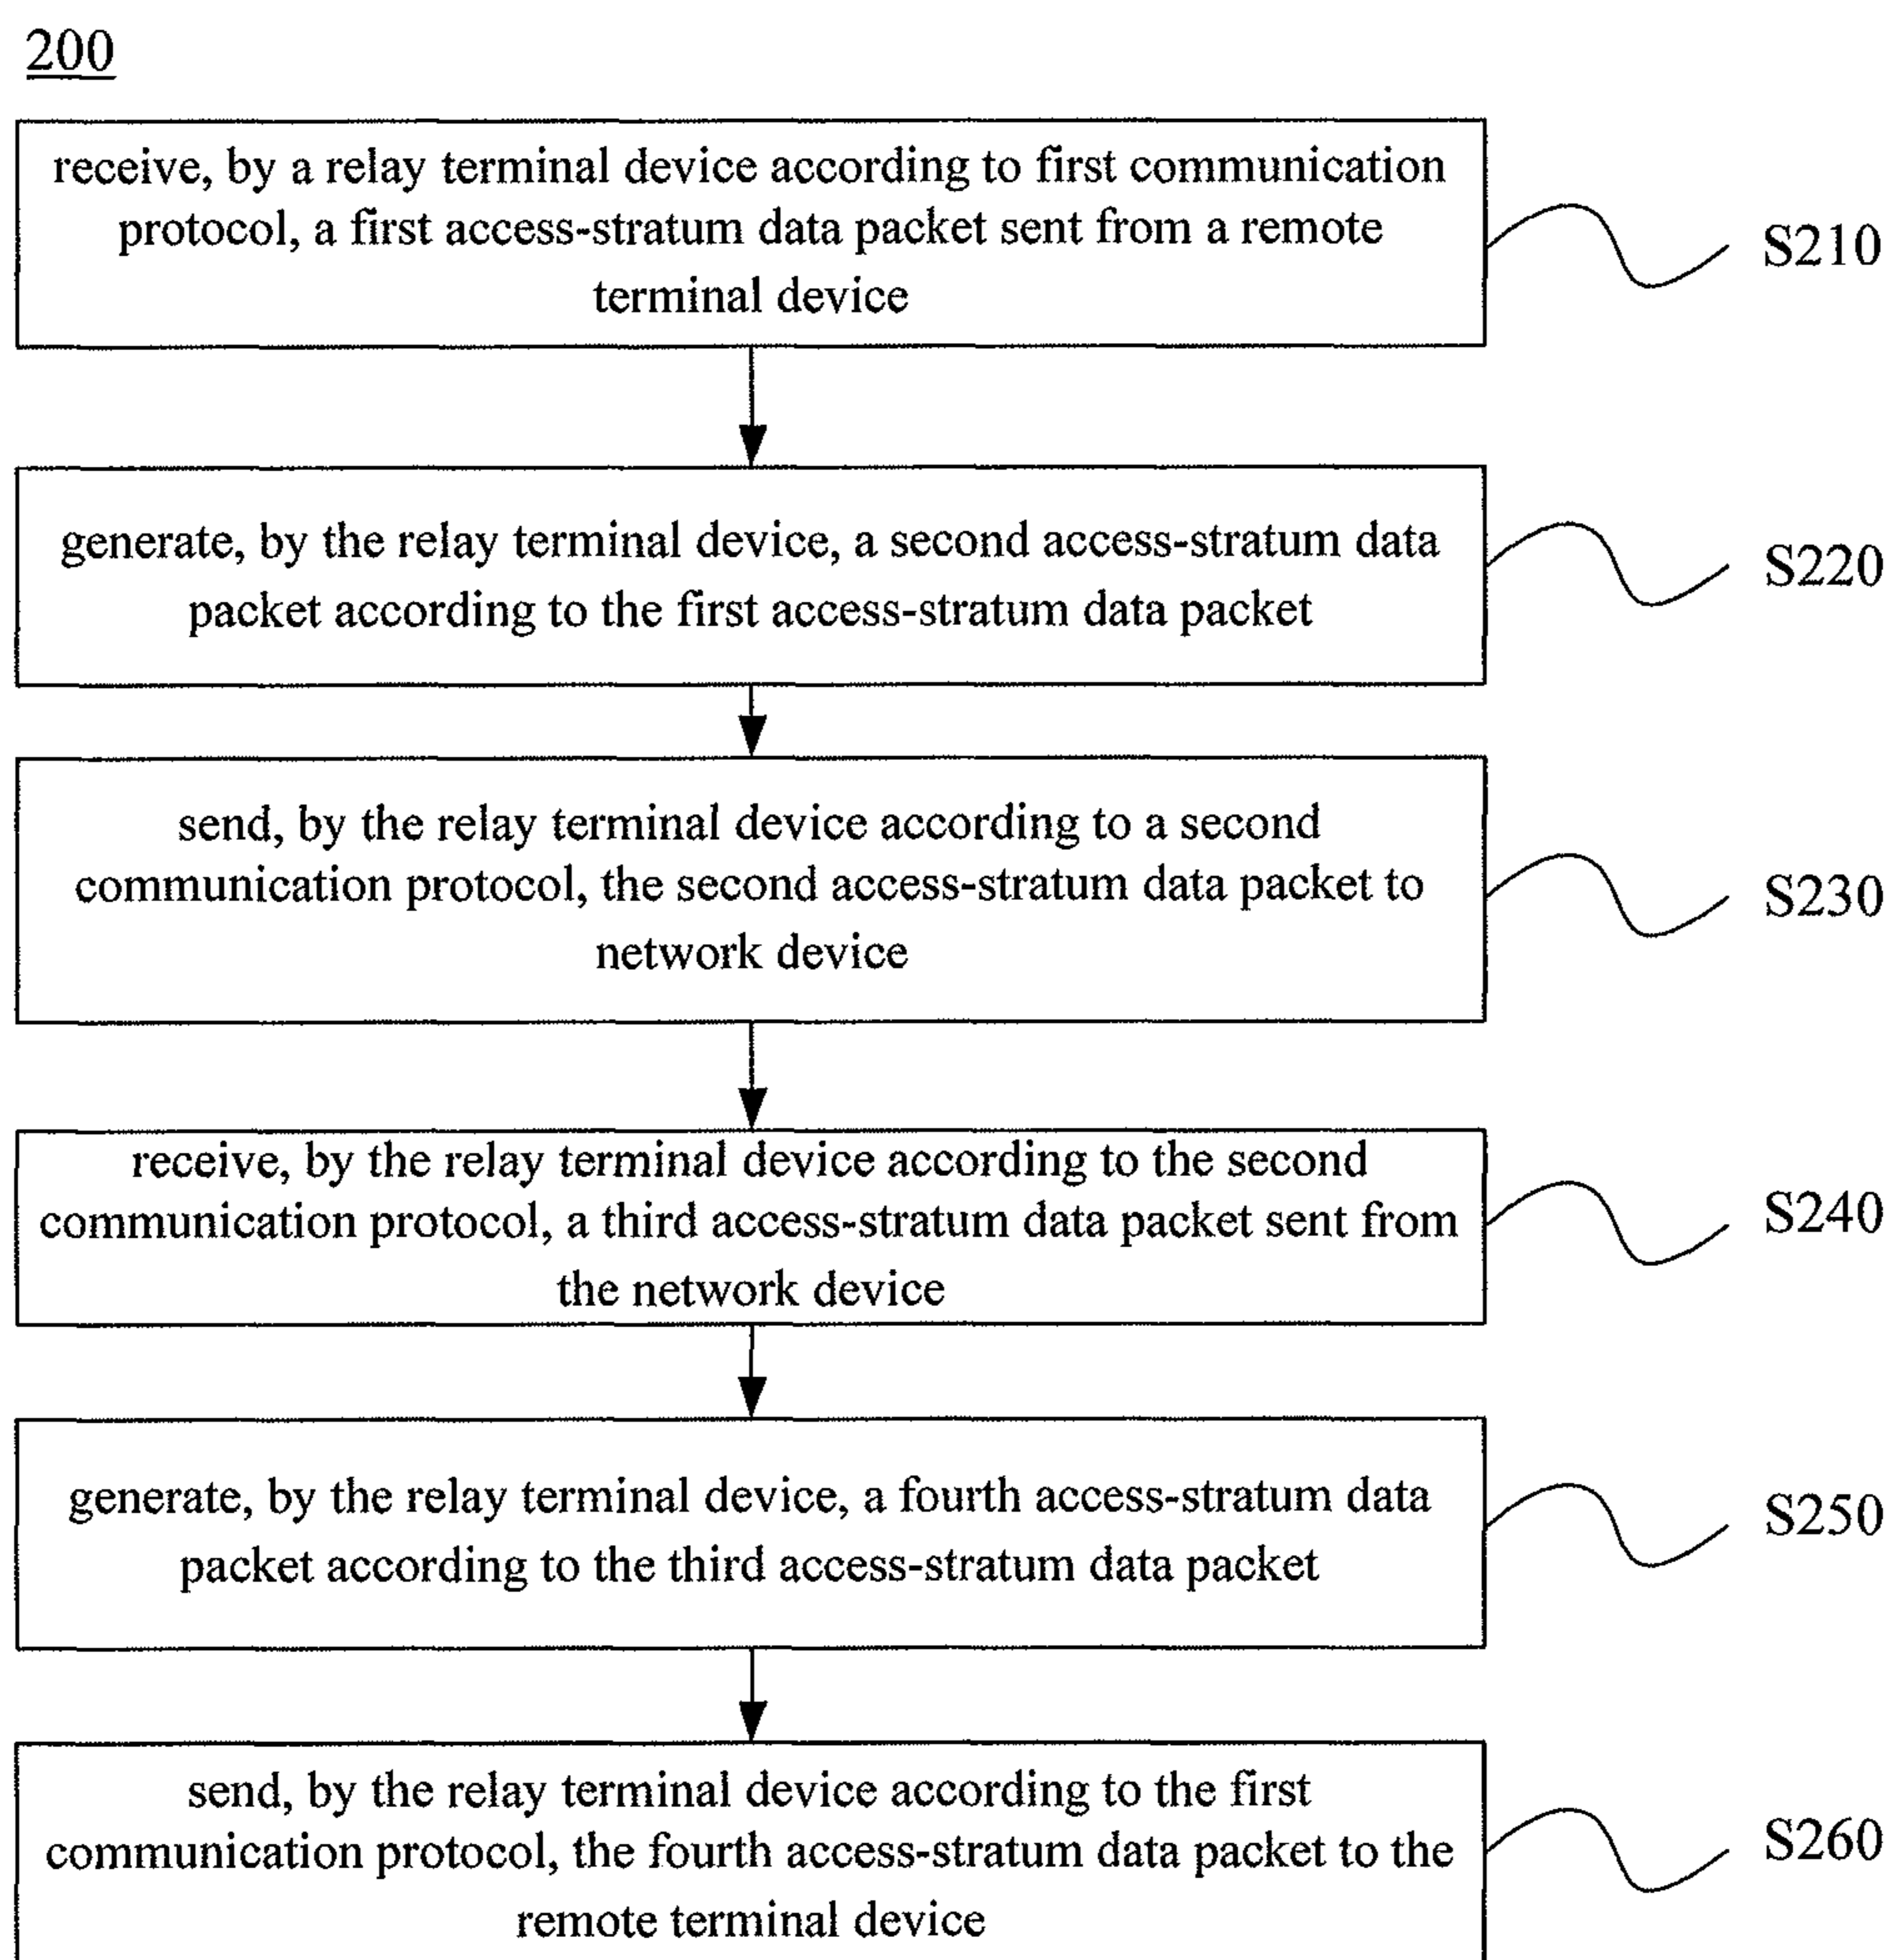 200
receive, by a relay terminal device according to first communication
protocol, a first access-stratum data packet sent from a remote
terminal device
S210
generate, by the relay terminal device, a second access-stratum data
packet according to the first access-stratum data packet
S220
send, by the relay terminal device according to a second
communication protocol, the second access-stratum data packet to
network device
S230
receive, by the relay terminal device according to the second
communication protocol, a third access-stratum data packet sent from
the network device
S240
generate, by the relay terminal device, a fourth access-stratum data
packet according to the third access-stratum data packet
S250
send, by the relay terminal device according to the first
communication protocol, the fourth access-stratum data packet to the
remote terminal device
S260